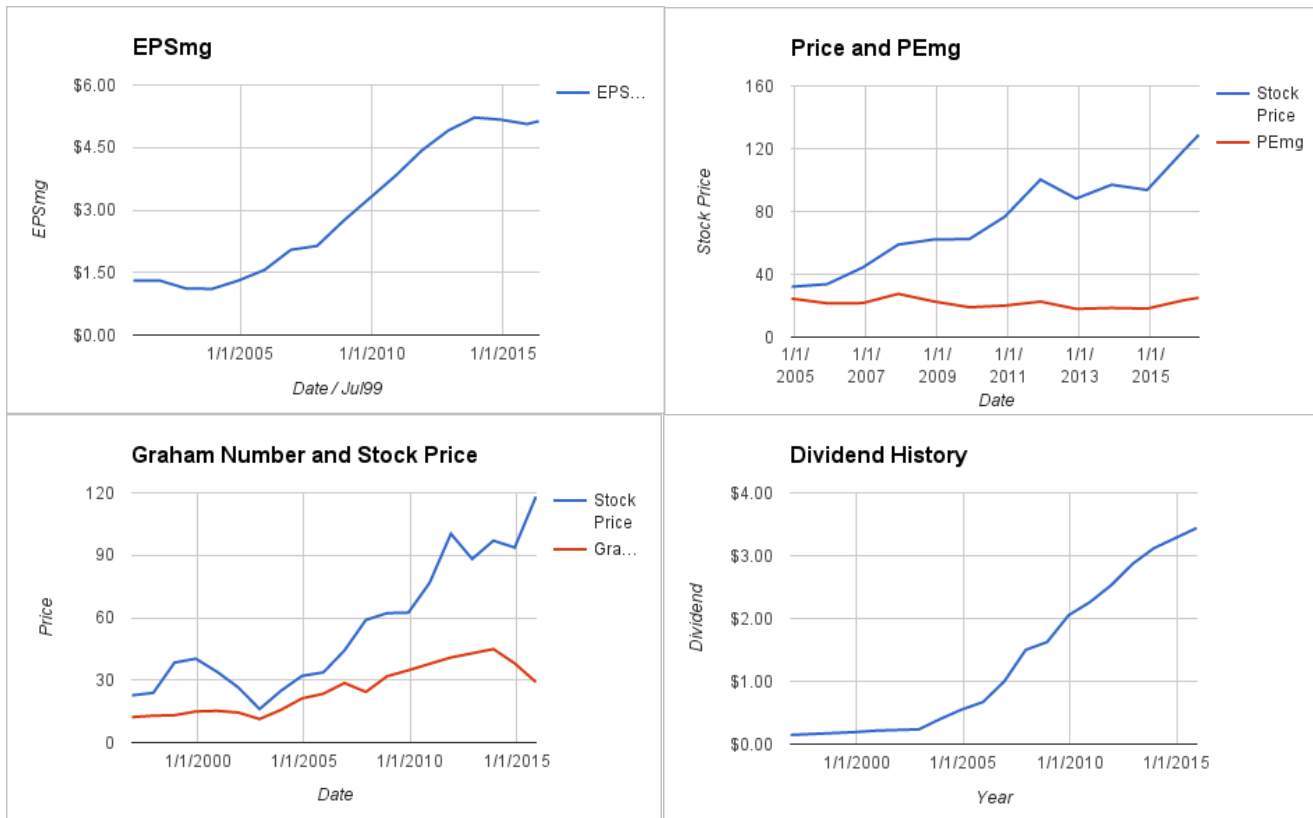 EPSmg
$6.00
$4.50
$3.00
$1.50
$0.00
EPSmg
1/1/2005
1/1/2010
1/1/2015
Date / Jul99
EPS…
Price and PEmg
160
120
80
40
0
Stock Price
1/1/
2005
1/1/
2007
1/1/
2009
1/1/
2011
1/1/
2013
1/1/
2015
Date
Stock
Price
PEmg
Graham Number and Stock Price
120
90
60
30
0
Price
1/1/2000
1/1/2005
1/1/2010
1/1/2015
Date
Stock
Price
Gra…
Dividend History
$4.00
$3.00
$2.00
$1.00
$0.00
Dividend
1/1/2000
1/1/2005
1/1/2010
1/1/2015
Year